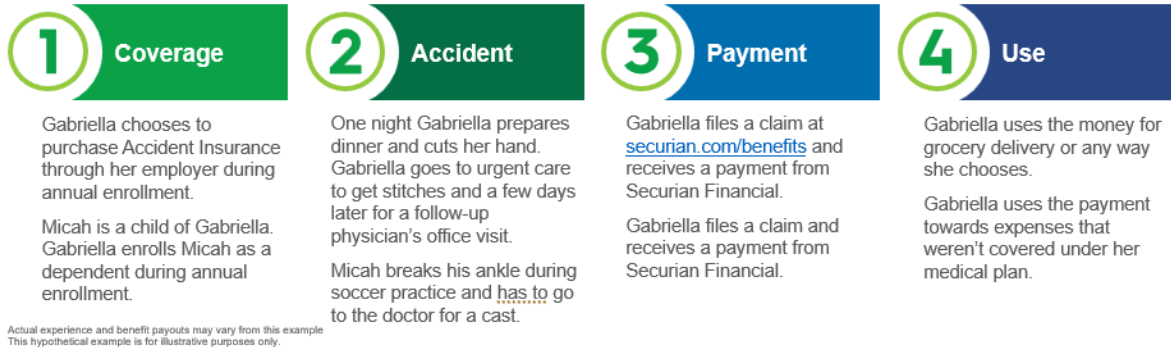 1 Coverage
Gabriella chooses to
purchase Accident Insurance
through her employer during
annual enrollment.
Micah is a child of Gabriella.
Gabriella enrolls Micah as a
dependent during annual
enrollment.
2 Accident
One night Gabriella prepares
dinner and cuts her hand.
Gabriella goes to urgent care
to get stitches and a few days
later for a follow-up
physician’s office visit.
Micah breaks his ankle during
soccer practice and has to go
to the doctor for a cast.
3 Payment
Gabriella files a claim at
securian.com/benefits and
receives a payment from
Securian Financial.
Gabriella files a claim and
receives a payment from
Securian Financial.
4 Use
Gabriella uses the money for
grocery delivery or any way
she chooses.
Gabriella uses the payment
towards expenses that
weren’t covered under her
medical plan.
Actual experience and benefit payouts may vary from this example
This hypothetical example is for illustrative purposes only.